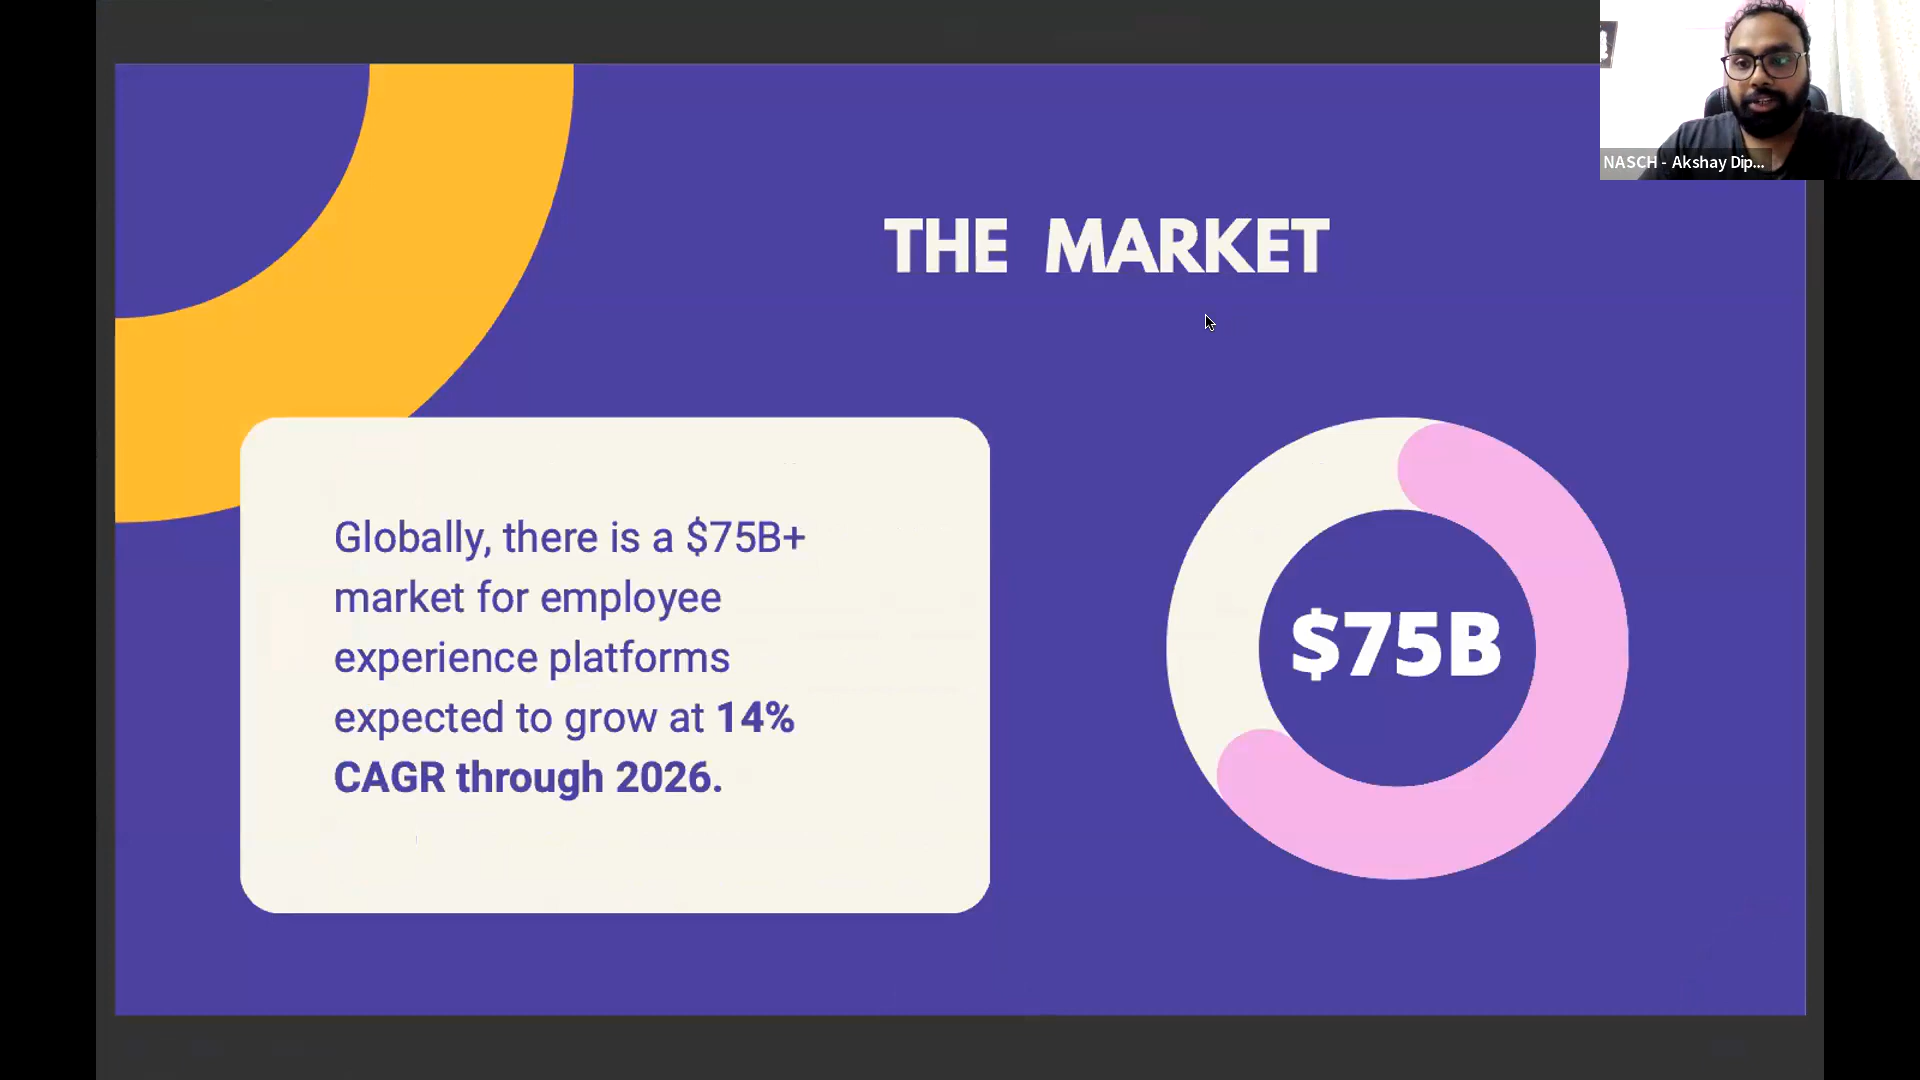 NASCH - Akshay Dip...
THE MARKET
Globally, there is a $75B+
market for employee
experience platforms
expected to grow at 14%
CAGR through 2026.
$75B